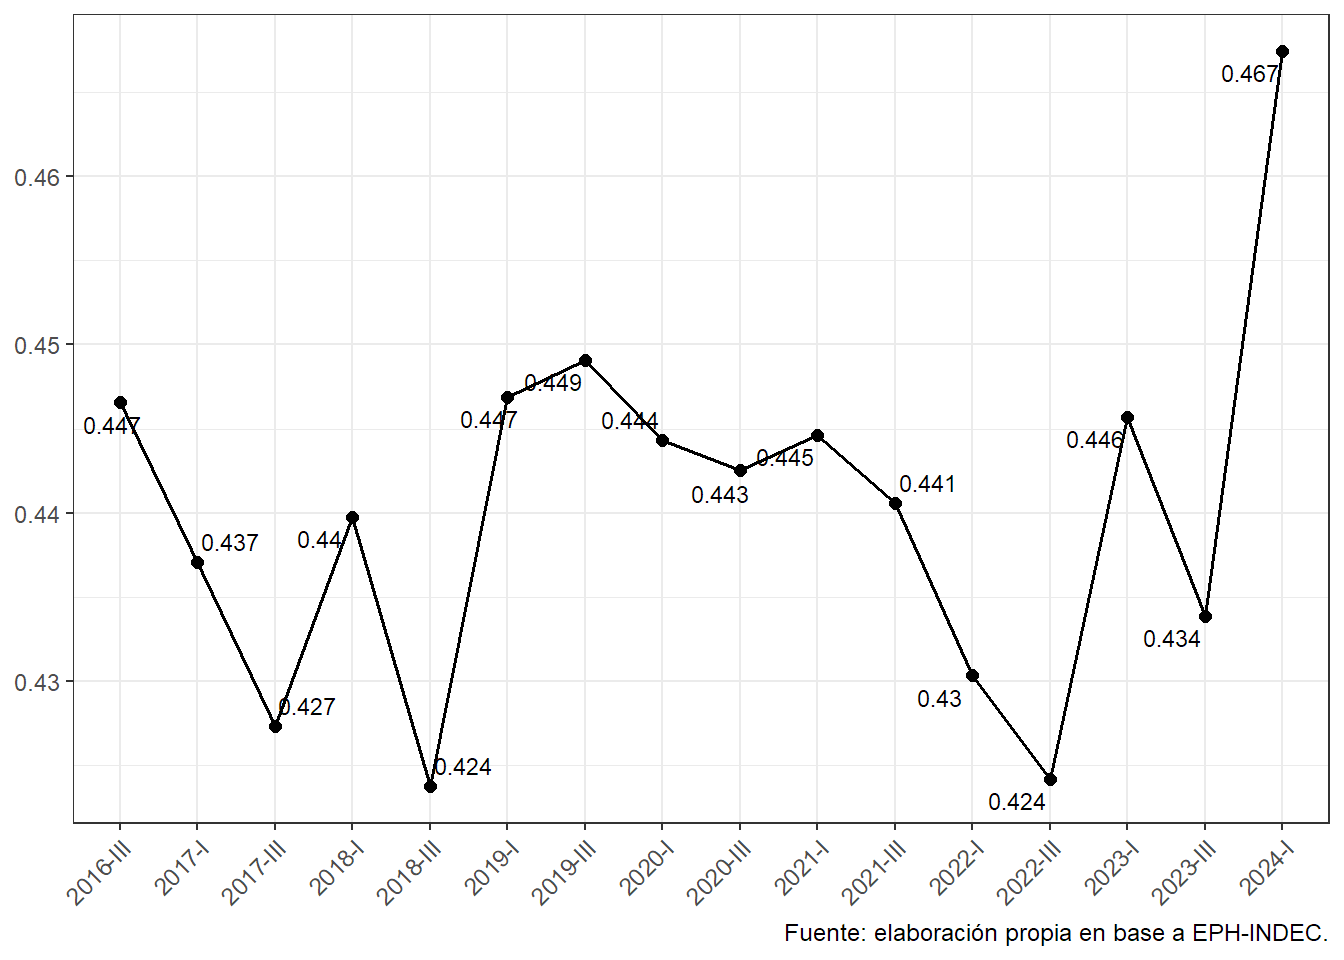 0.46
0.45
0.44
0.43
0.447
0.437
0.427
0.44
0.424
0.447
0.449
0.444
0.443
0.445
0.441
0.43
0.424
0.446
0.434
0.467
2016-III
2017-I
2017-III
2018-I
2018-III
2019-I
2019-III
2020-I
2020-III
2021-I
2021-III
2022-I
2022-III
2023-I
2023-III
2024-I
Fuente: elaboración propia en base a EPH-INDEC.